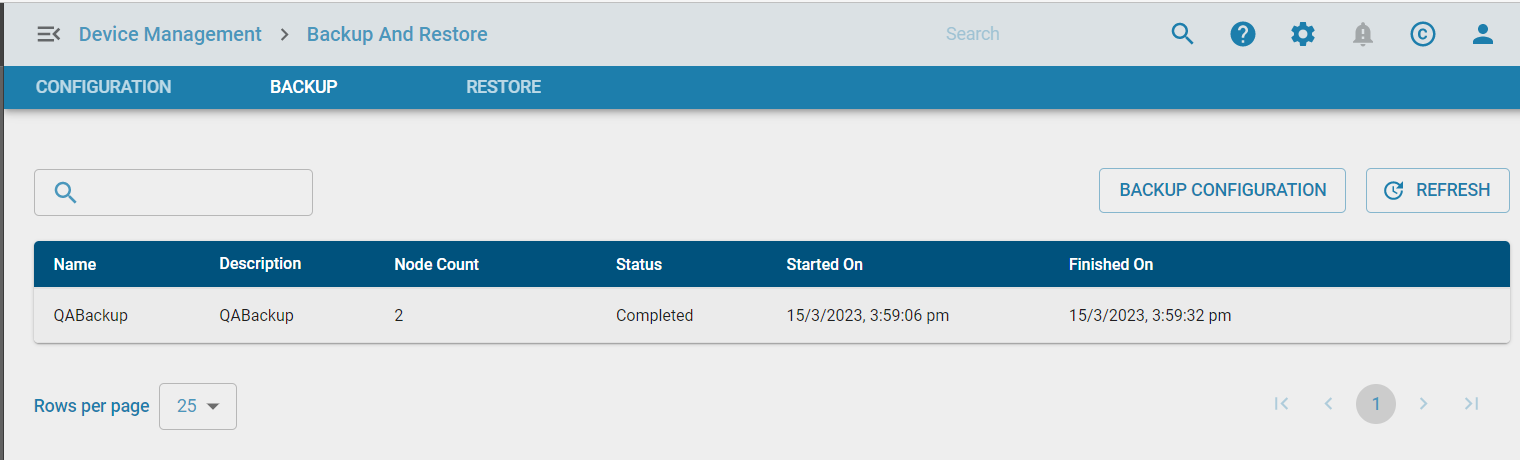 Device Management > Backup And Restore Search
CONFIGURATION BACKUP RESTORE
BACKUP CONFIGURATION REFRESH
Name Description Node Count Status Started On Finished On
QABackup QABackup 2 Completed 15/3/2023, 3:59:06 pm 15/3/2023, 3:59:32 pm
Rows per page 25 1